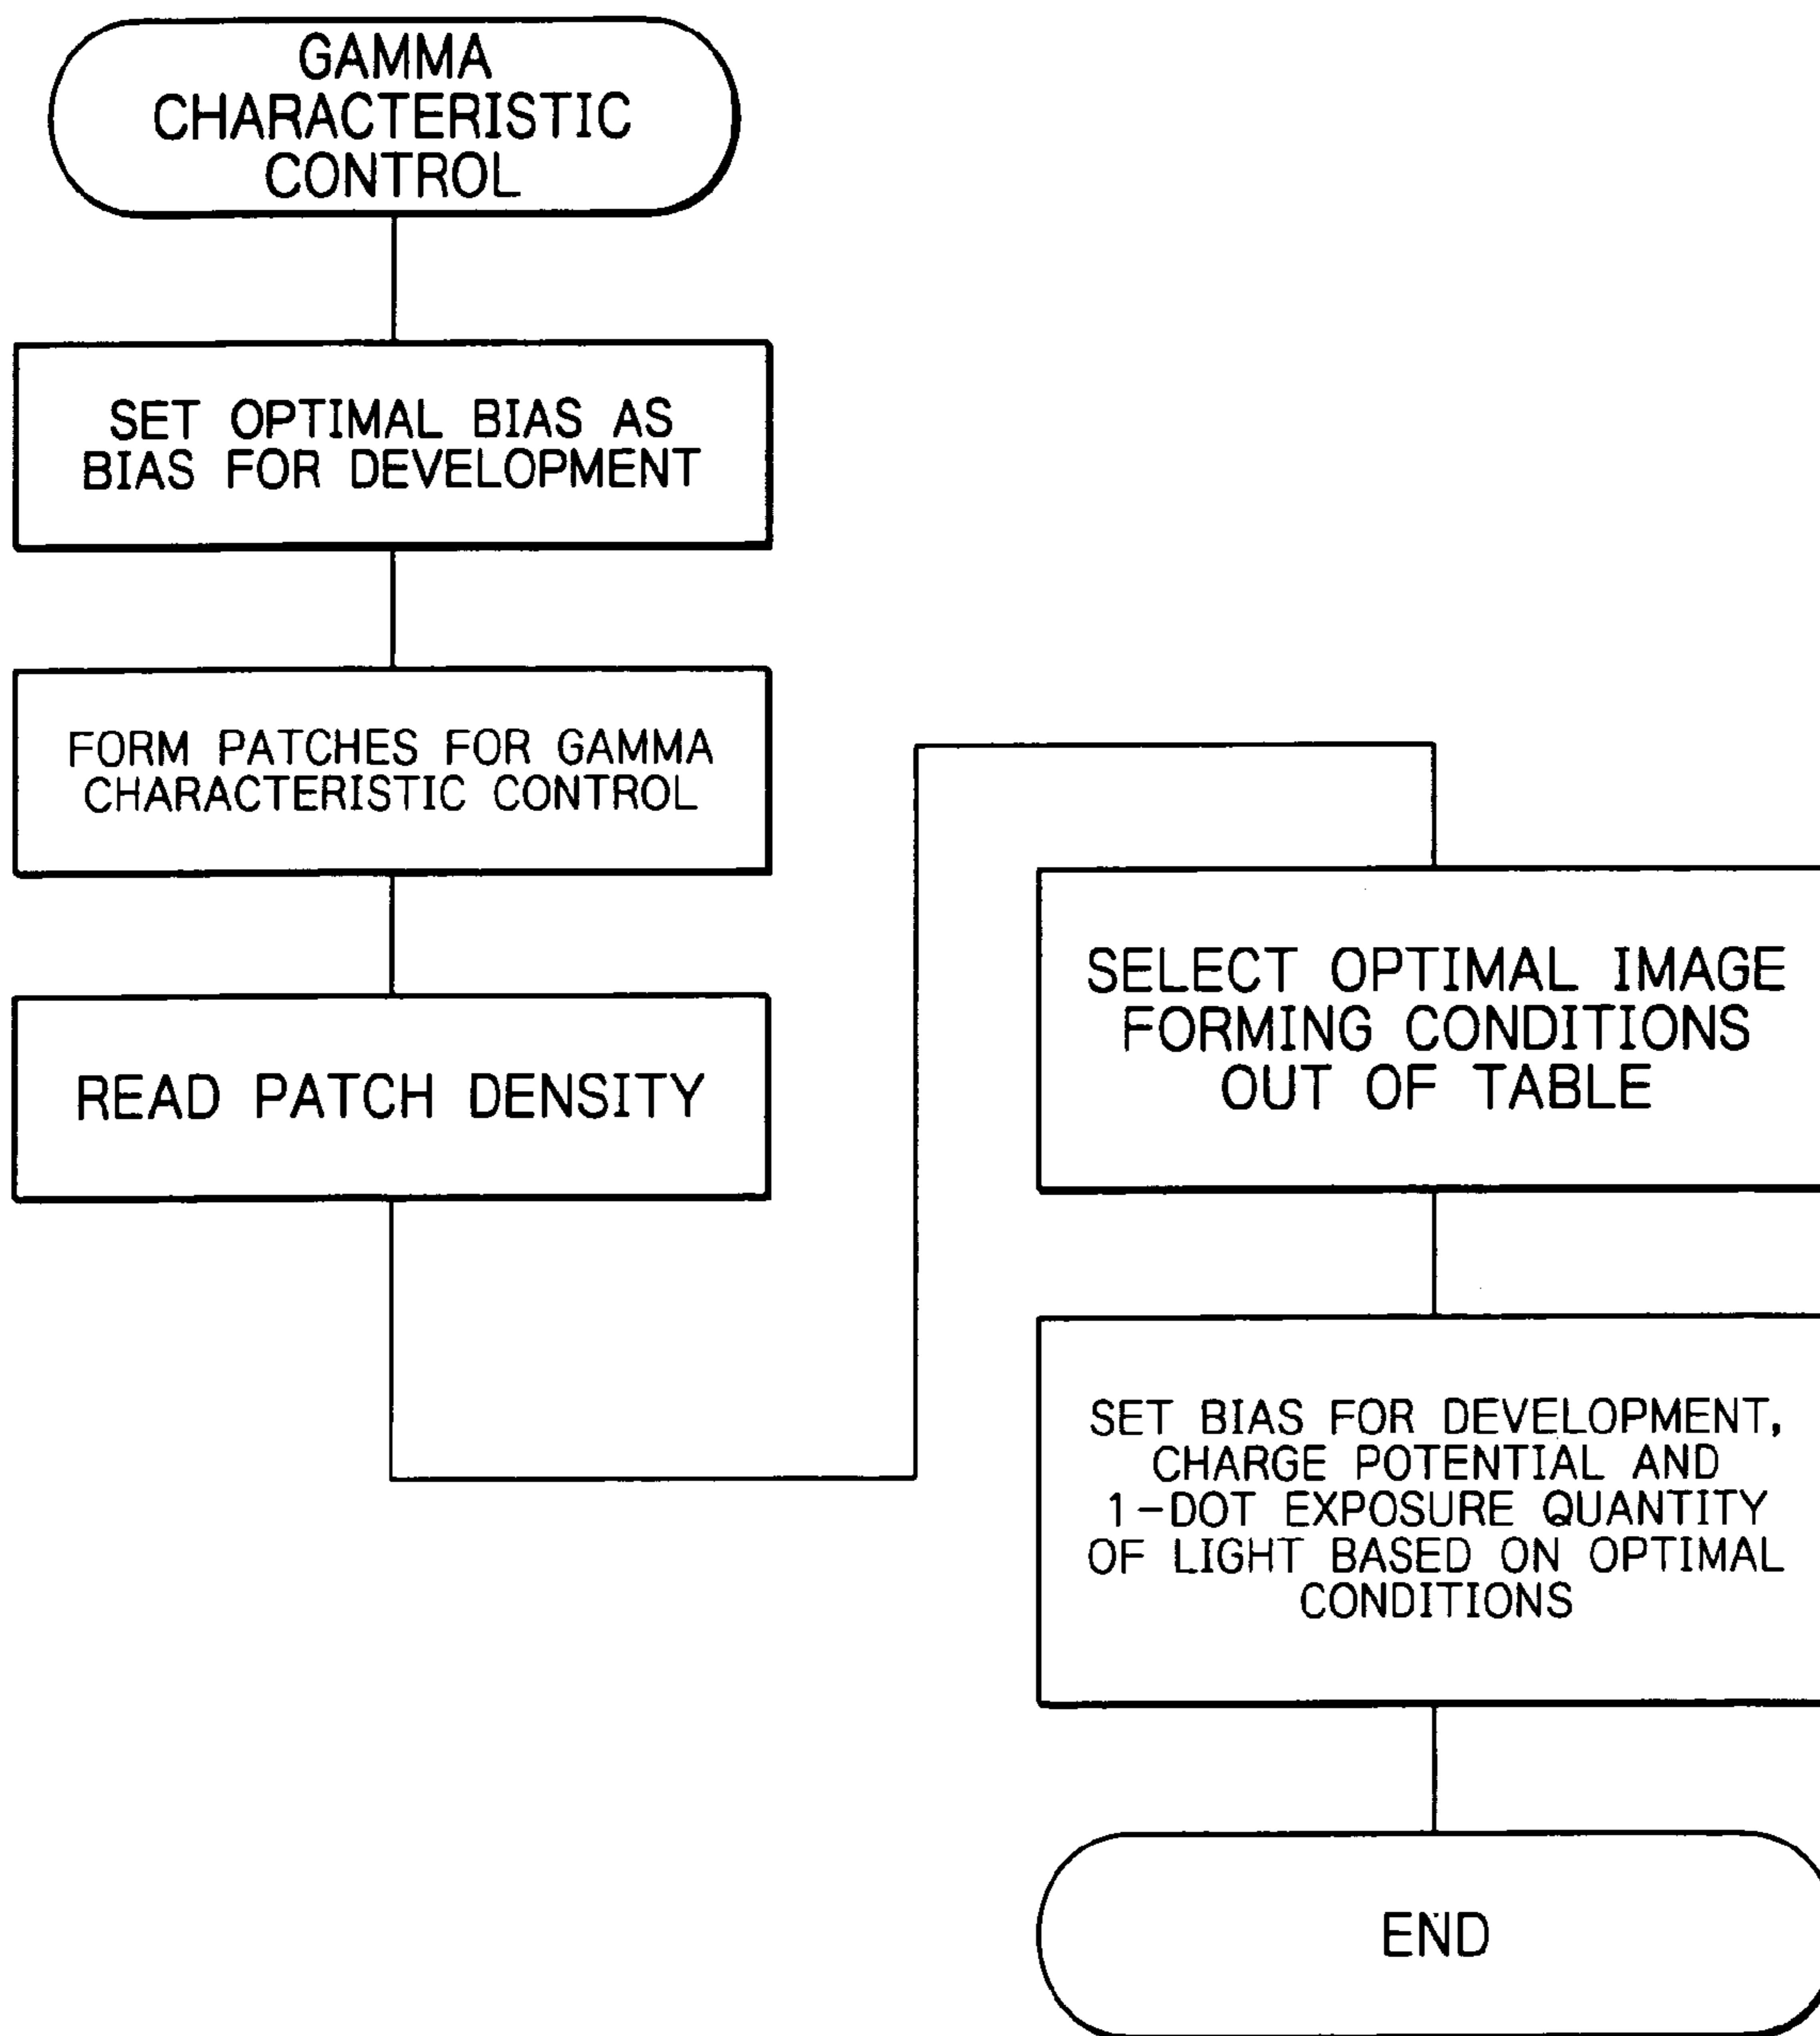 GAMMA
CHARACTERISTIC
CONTROL
SET OPTIMAL BIAS AS
BIAS FOR DEVELOPMENT
FORM PATCHES FOR GAMMA
CHARACTERISTIC CONTROL
READ PATCH DENSITY
SELECT OPTIMAL IMAGE
FORMING CONDITIONS
OUT OF TABLE
SET BIAS FOR DEVELOPMENT,
CHARGE POTENTIAL AND
1-DOT EXPOSURE QUANTITY
OF LIGHT BASED ON OPTIMAL
CONDITIONS
END